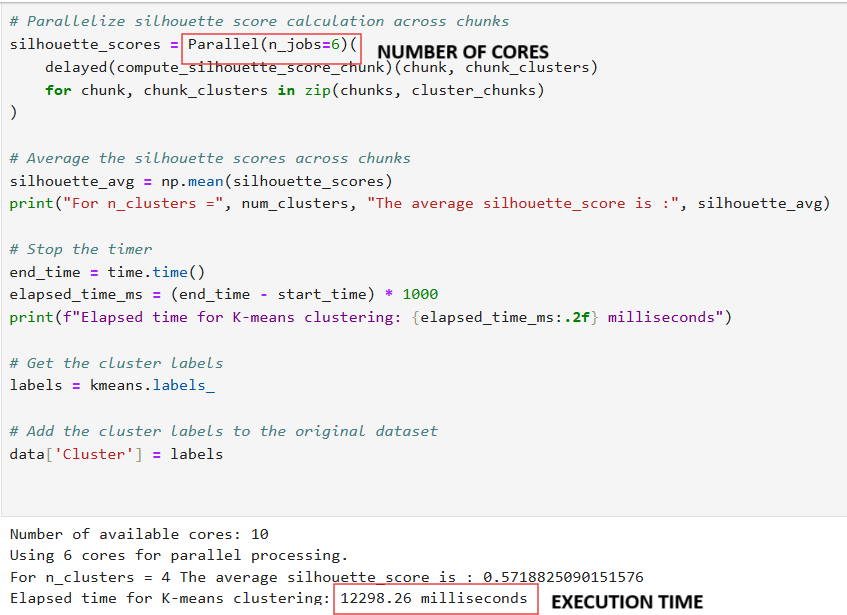 # Parallelize silhouette score calculation across chunks
silhouette_scores = Parallel(n_jobs=6)(
NUMBER OF CORES
    delayed(compute_silhouette_score_chunk)(chunk, chunk_clusters)
    for chunk, chunk_clusters in zip(chunks, cluster_chunks)
)
# Average the silhouette scores across chunks
silhouette_avg = np.mean(silhouette_scores)
print("For n_clusters =", num_clusters, "The average silhouette_score is :", silhouette_avg)
# Stop the timer
end_time = time.time()
elapsed_time_ms = (end_time - start_time) * 1000
print(f"Elapsed time for K-means clustering: {elapsed_time_ms:.2f} milliseconds")
# Get the cluster labels
labels = kmeans.labels_
# Add the cluster labels to the original dataset
data['Cluster'] = labels
Number of available cores: 10
Using 6 cores for parallel processing.
For n_clusters = 4 The average silhouette_score is : 0.5718825090151576
Elapsed time for K-means clustering: 12298.26 milliseconds
EXECUTION TIME